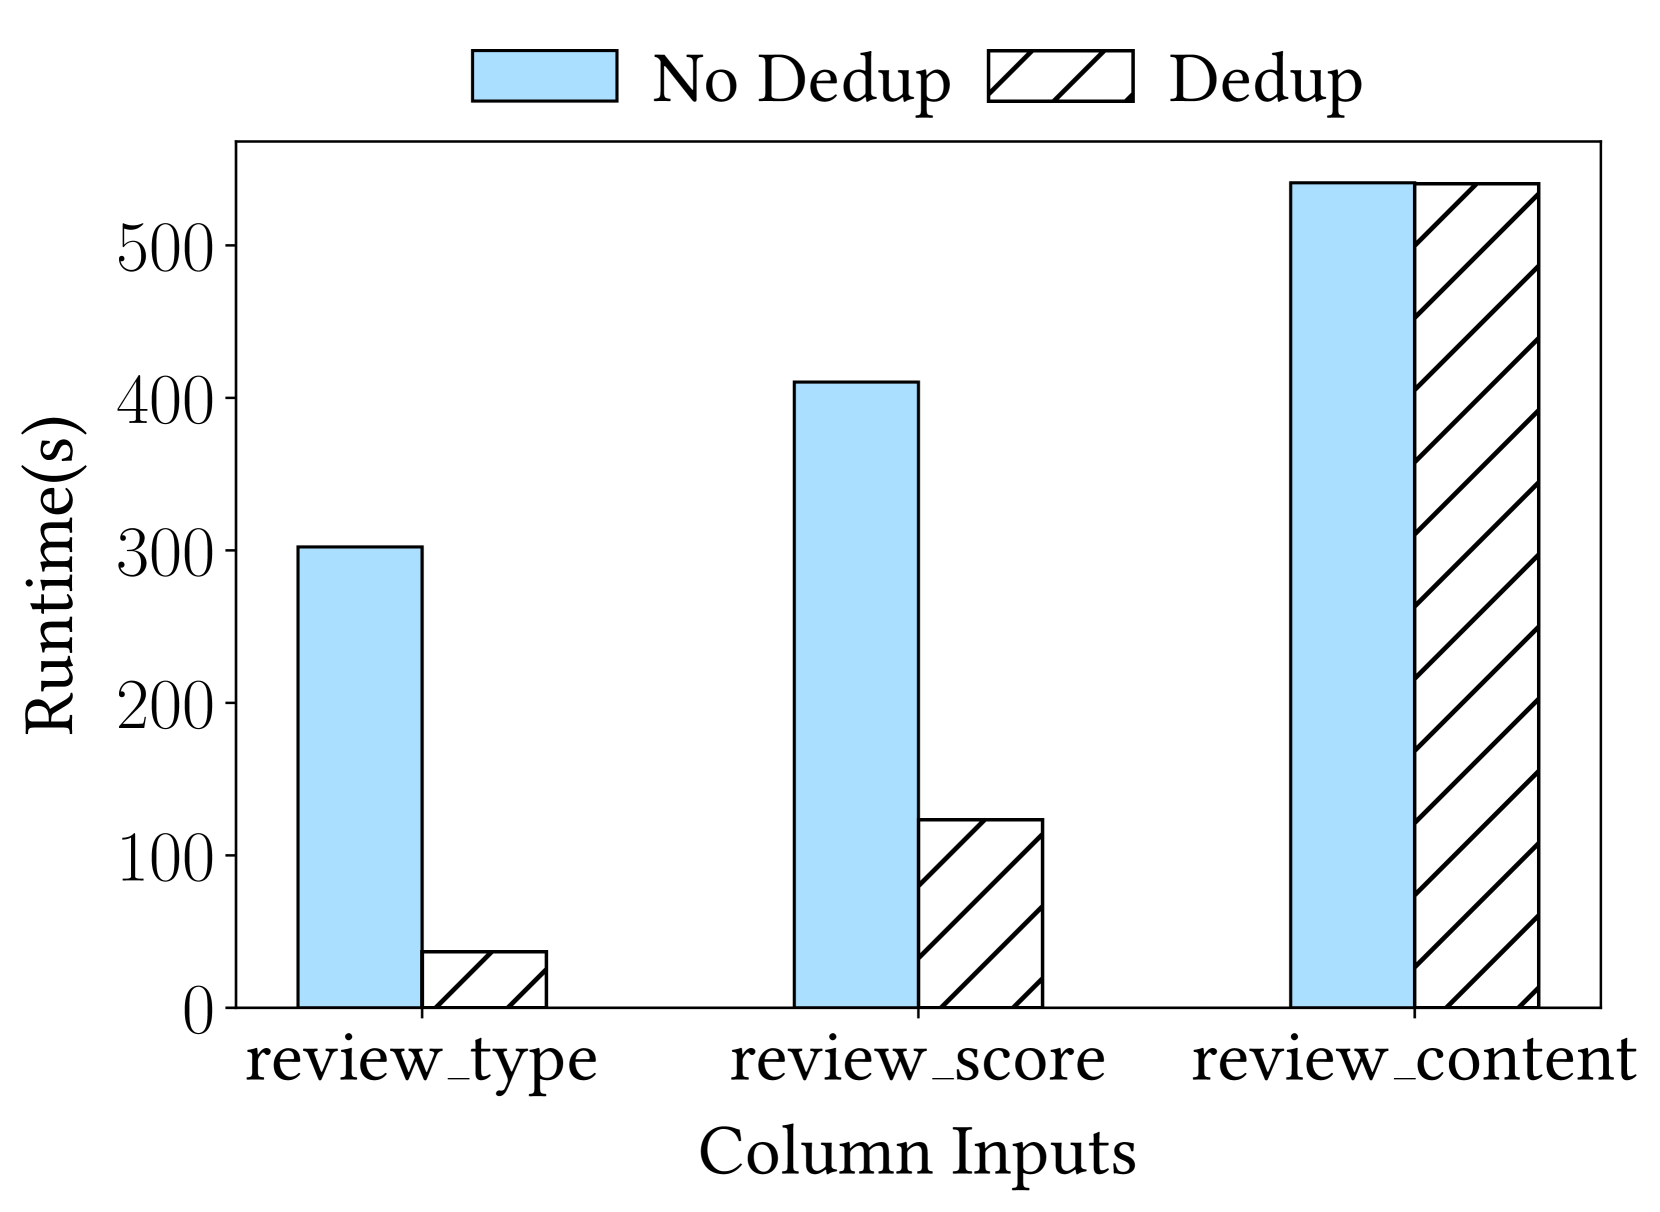 No Dedup Dedup
500
400
300
200
100
0
Runtime(s)
review_type review_score review_content
Column Inputs